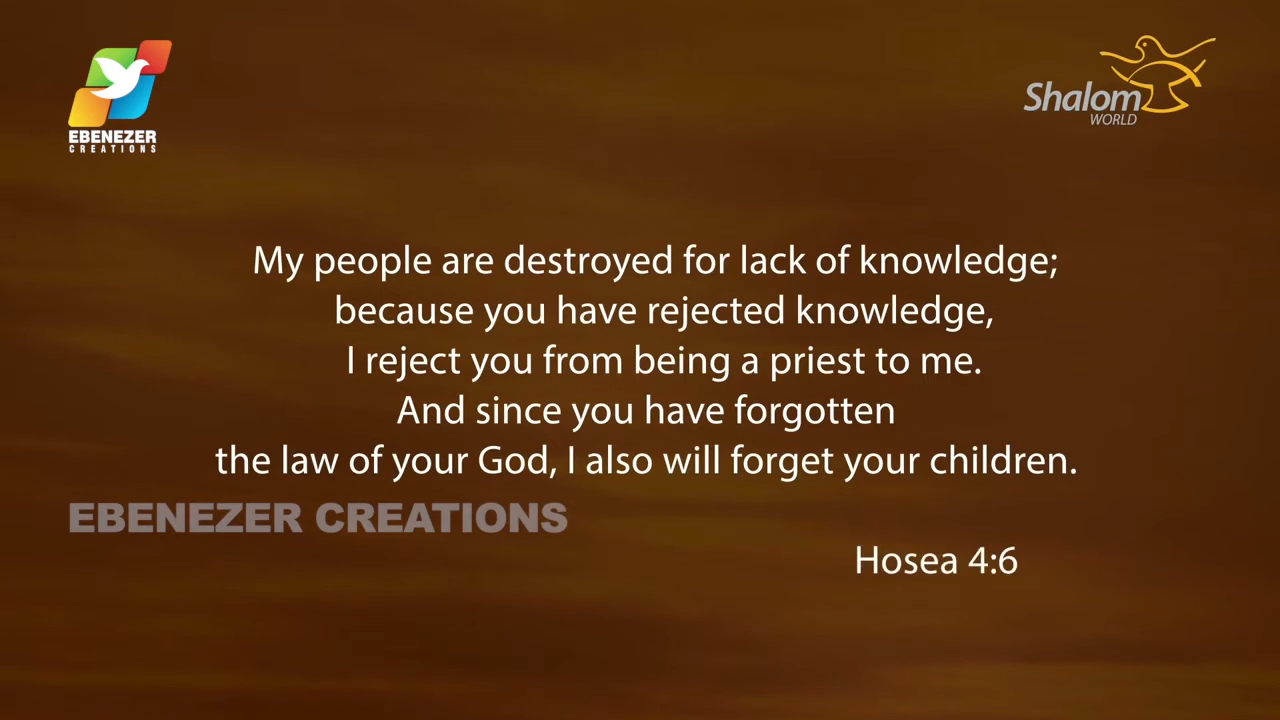 EBENEZER
CREATIONS
Shalom
WORLD
My people are destroyed for lack of knowledge;
because you have rejected knowledge,
I reject you from being a priest to me.
And since you have forgotten
the law of your God, I also will forget your children.
EBENEZER CREATIONS
Hosea 4:6